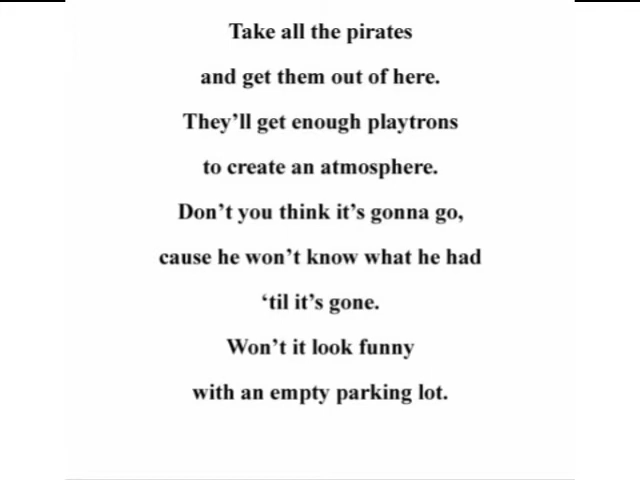 Take all the pirates
and get them out of here.
They’ll get enough playtrons
to create an atmosphere.
Don’t you think it’s gonna go,
cause he won’t know what he had
‘til it’s gone.
Won’t it look funny
with an empty parking lot.